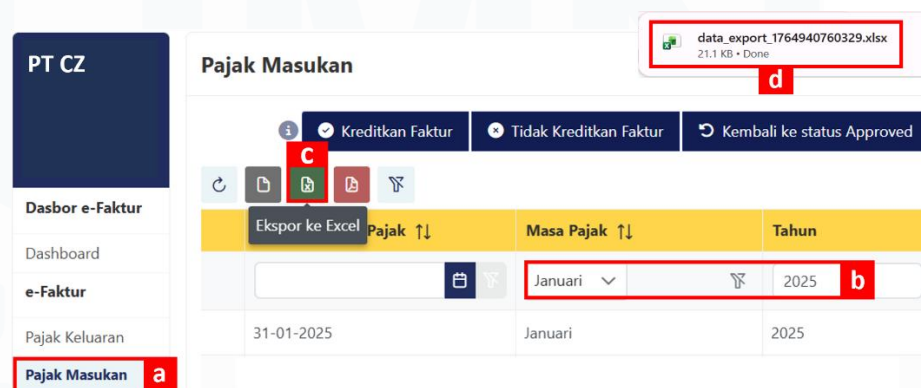 data_export_1764940760329.xlsx
21.1 KB • Done
d
PT CZ
Pajak Masukan
Kreditkan Faktur
Tidak Kreditkan Faktur
Kembali ke status Approved
c
Ekspor ke Excel
Pajak ↑↓
Masa Pajak ↑↓
Tahun
Januari
2025
b
31-01-2025
Januari
2025
Dasbor e-Faktur
Dashboard
e-Faktur
Pajak Keluaran
Pajak Masukan
a